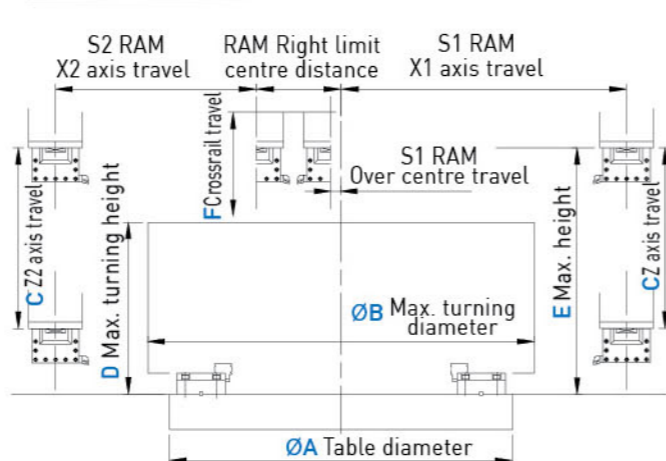 S2 RAM
X2 axis travel
RAM Right limit
centre distance
S1 RAM
X1 axis travel
F Crossrail travel
S1 RAM
Over centre travel
C Z2 axis travel
D Max. turning height
E Max. height
C Z axis travel
ØB Max. turning
diameter
ØA Table diameter